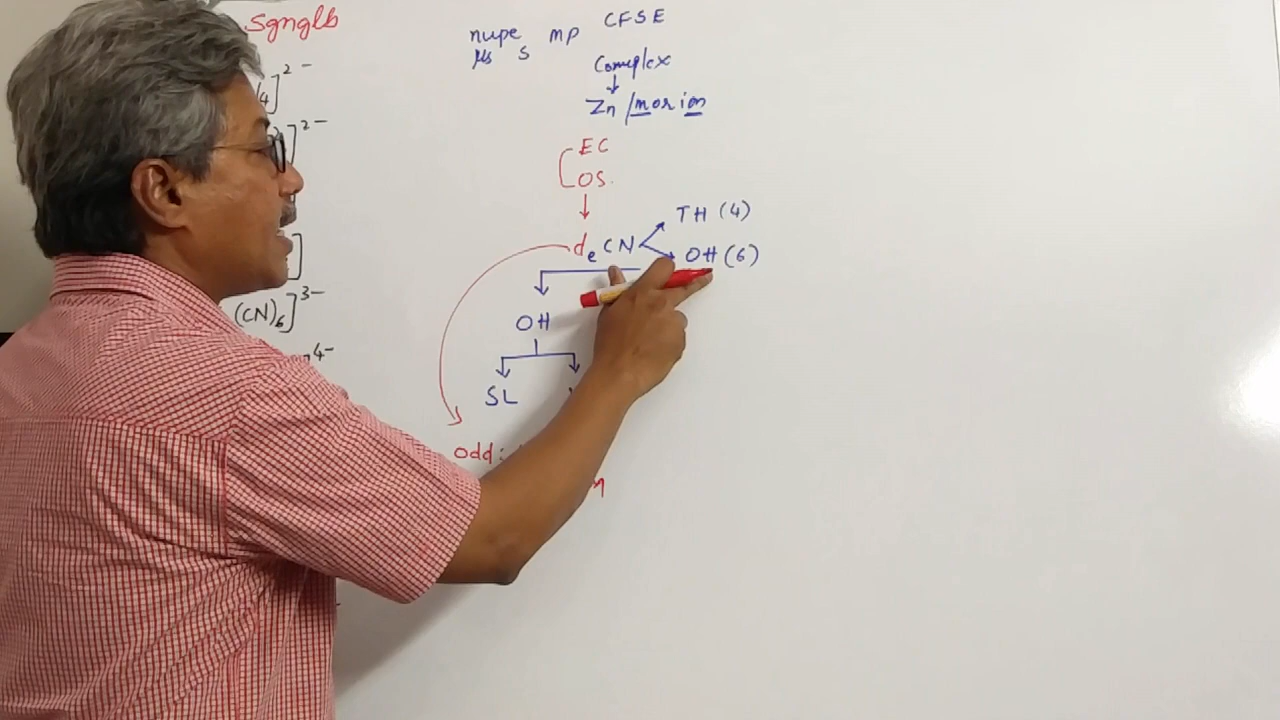 Sgnglb
4]²⁻
]²⁻
]
(CN)₆]³⁻
4-
nupe mp CFSE
μs s
Complex
↓
Zn /mor im
EC
OS.
↓
dₑ CN
TH (4)
OH (6)
OH
SL
odd: